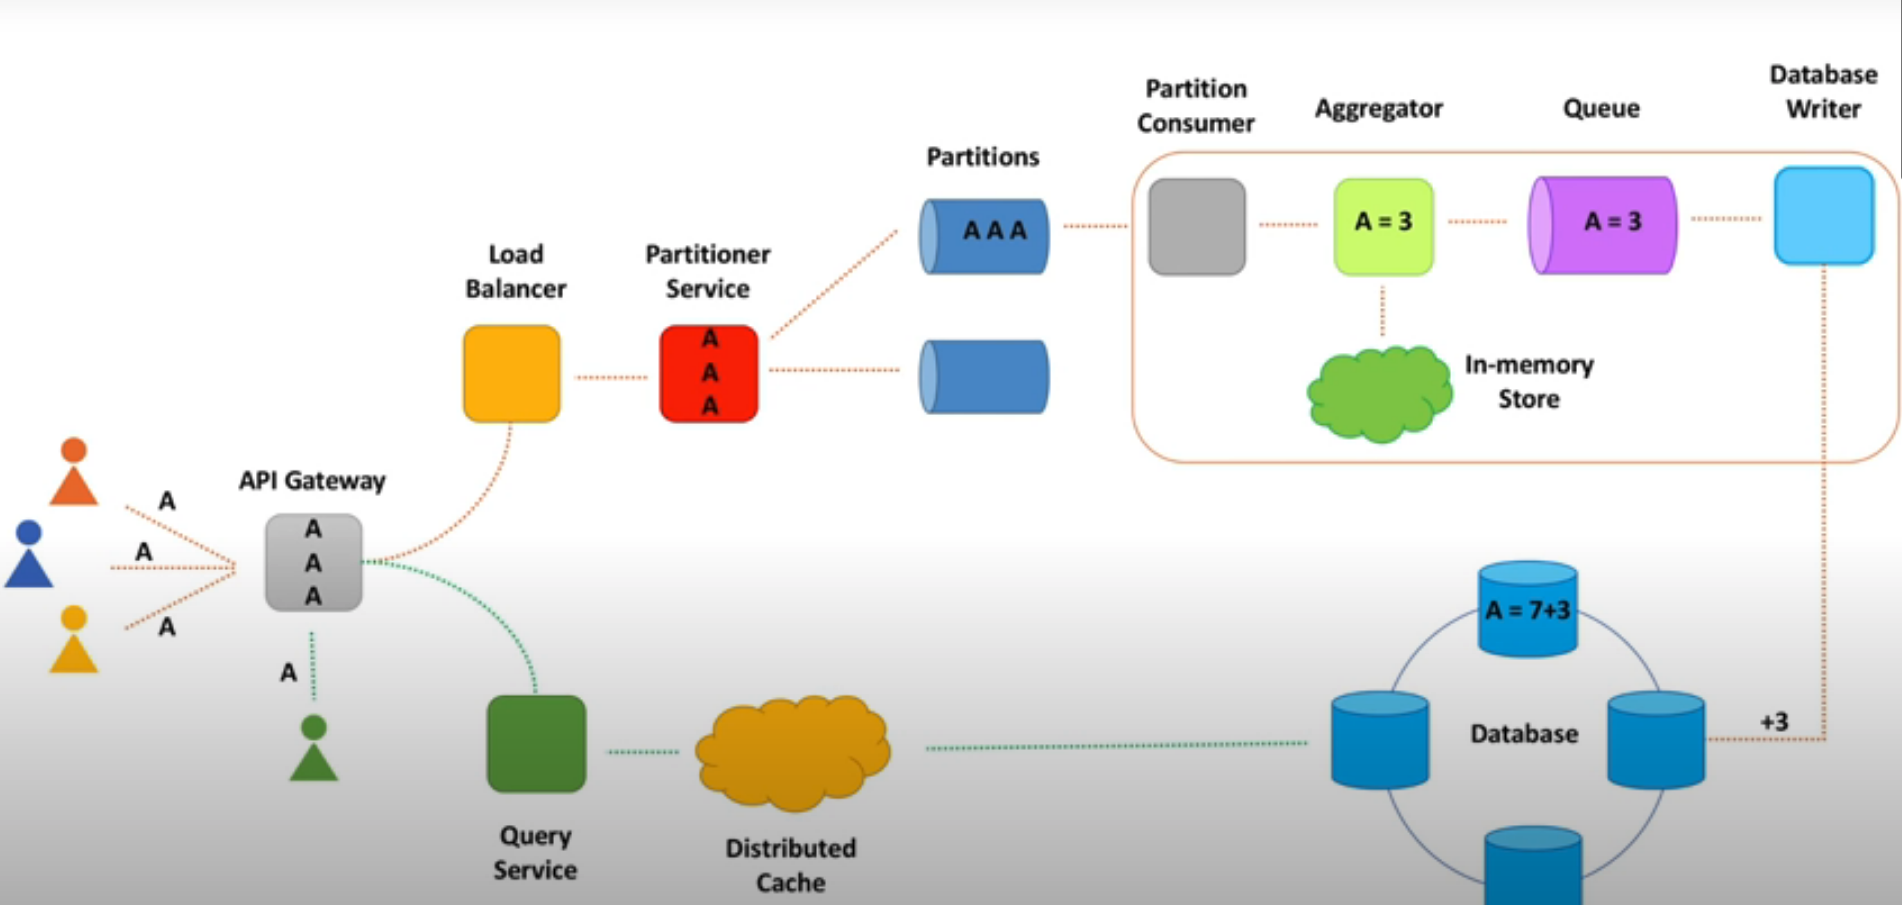 Database
Writer
Partition
Consumer
Aggregator
Queue
Partitions
A A A
A = 3
A = 3
Load
Balancer
Partitioner
Service
A
A
A
In-memory
Store
API Gateway
A
A
A
A
A
A
A
Query
Service
Distributed
Cache
A = 7+3
Database
+3